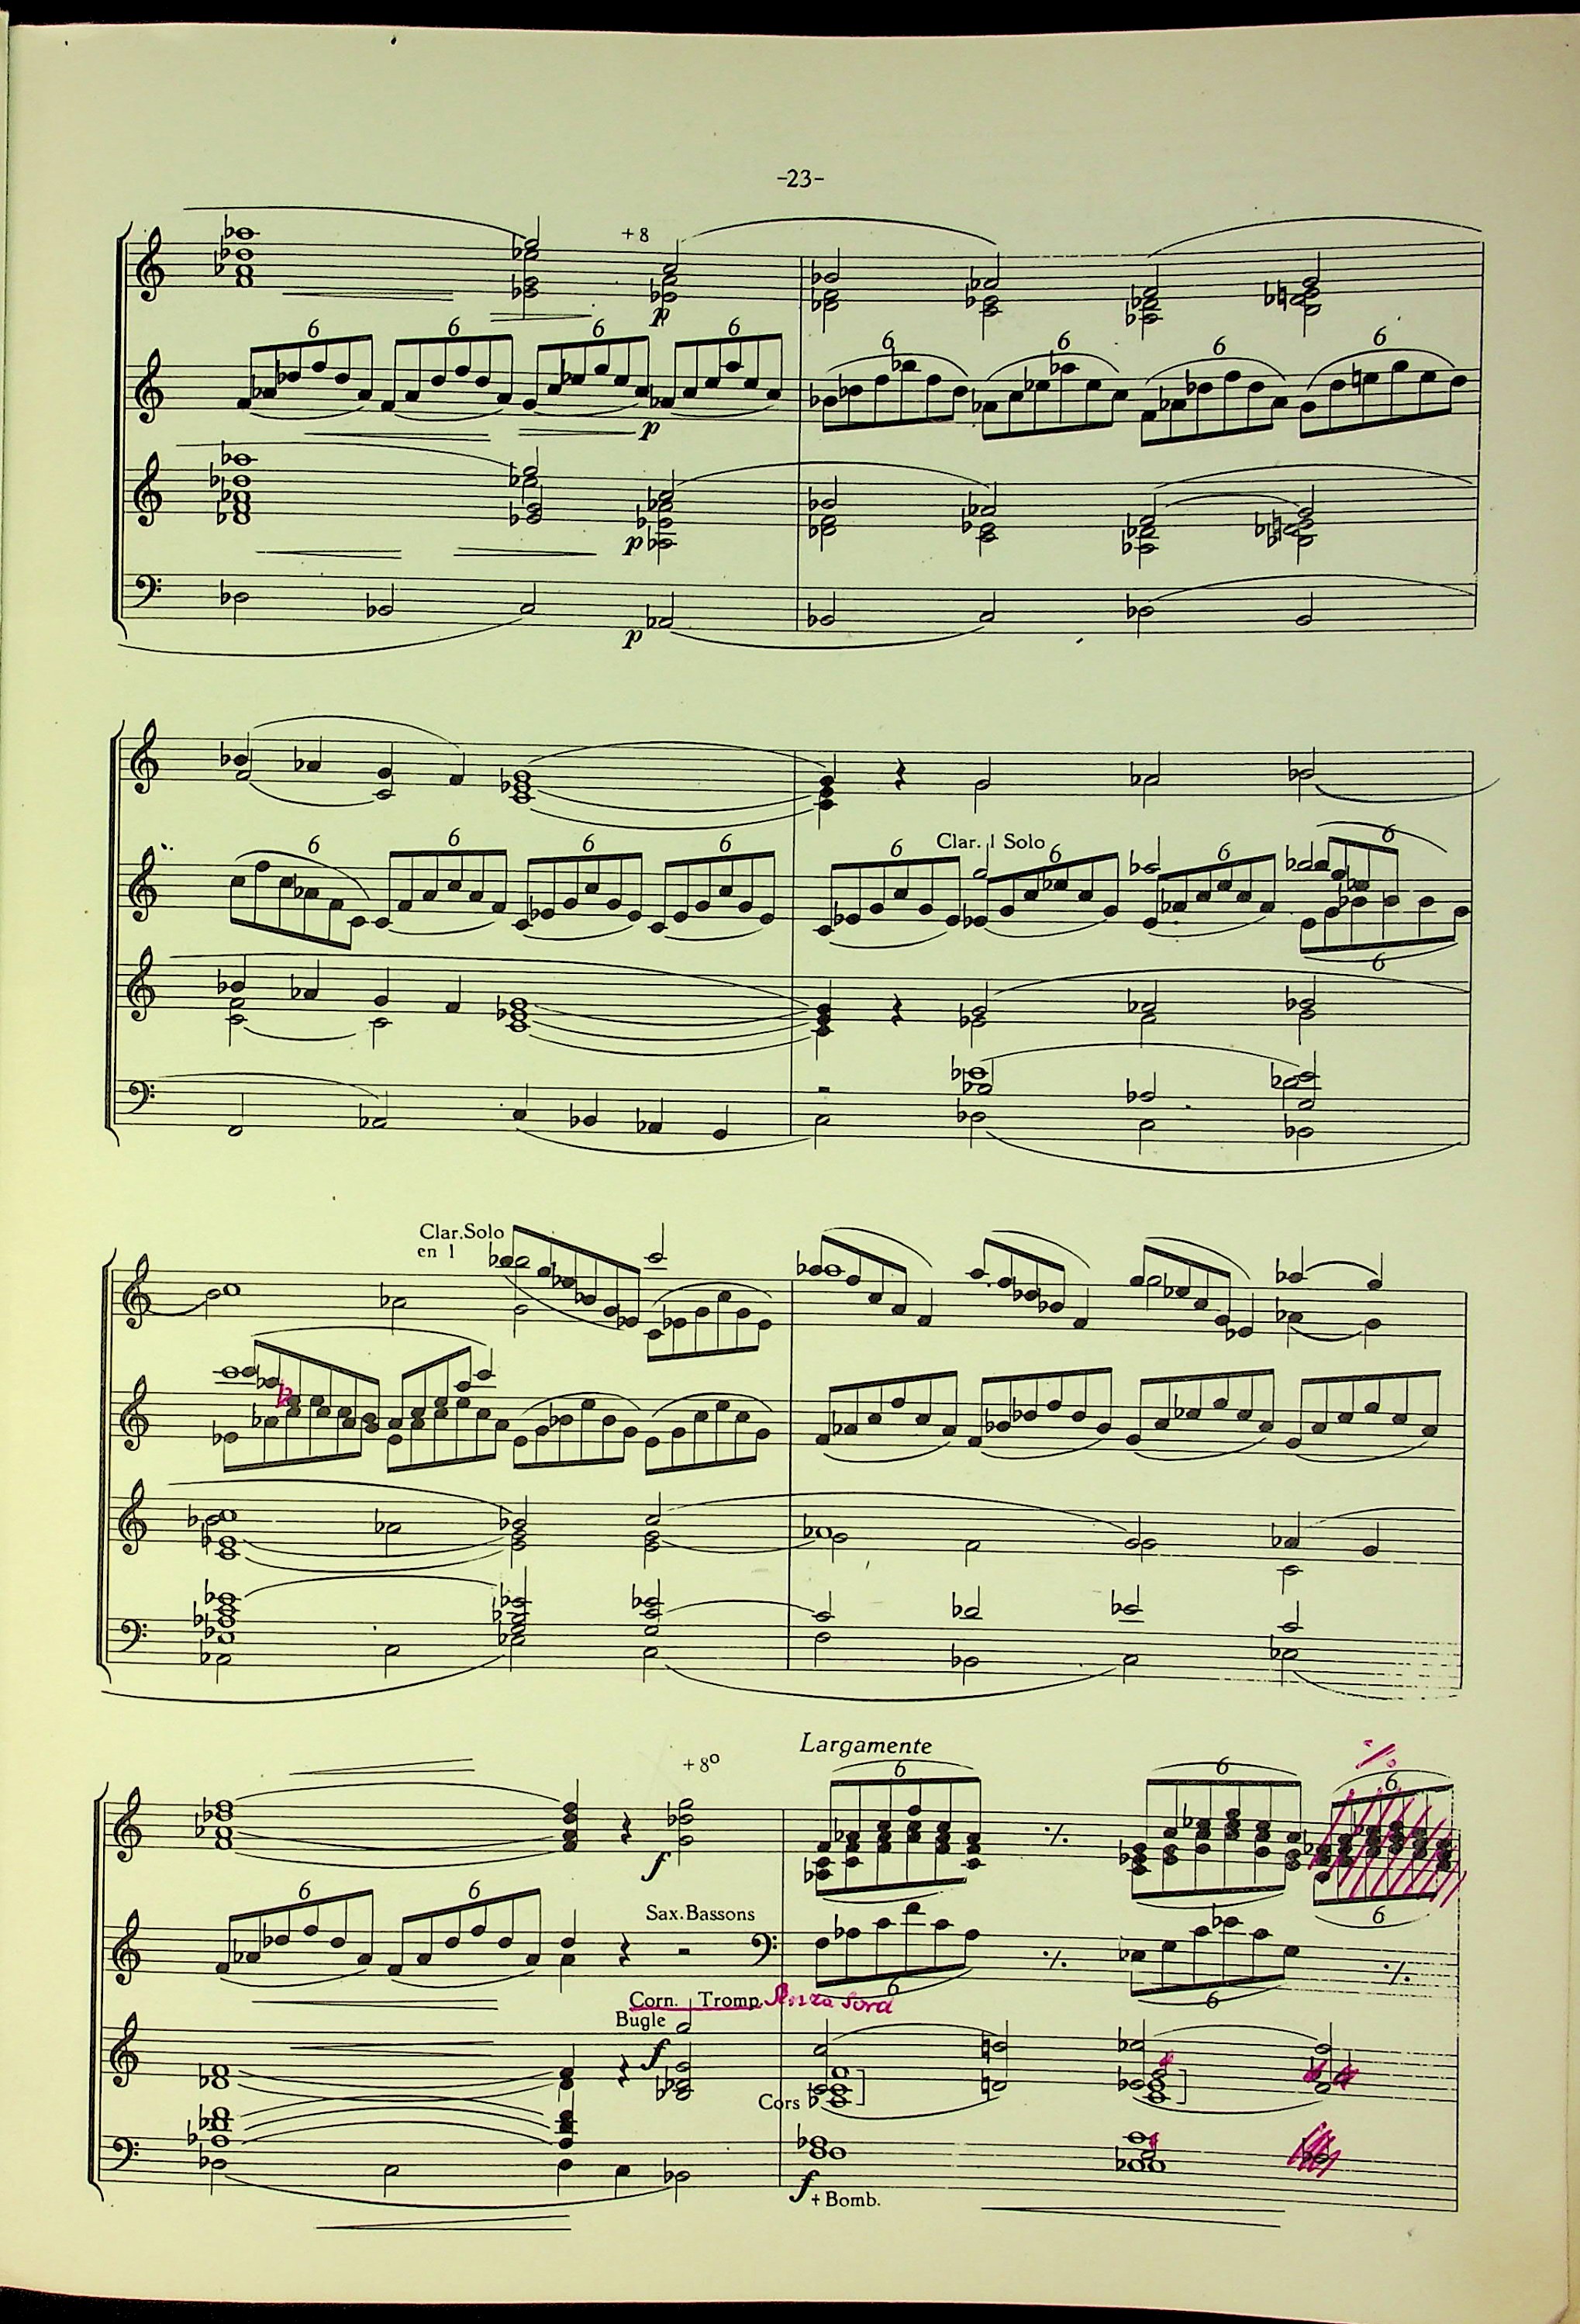 -23-
+8
p
6 6 6 6
6 6 6 6
p
p
p
6 6 6 6
Clar. 1 Solo
6 6 6 6
6
Clar.Solo
en 1
Largamente
+8º
6 6 6
f
6 6
Sax.Bassons
6 6 6
Corn. Tromp. Senza Sord
Bugle
f
Cors
f
+Bomb.